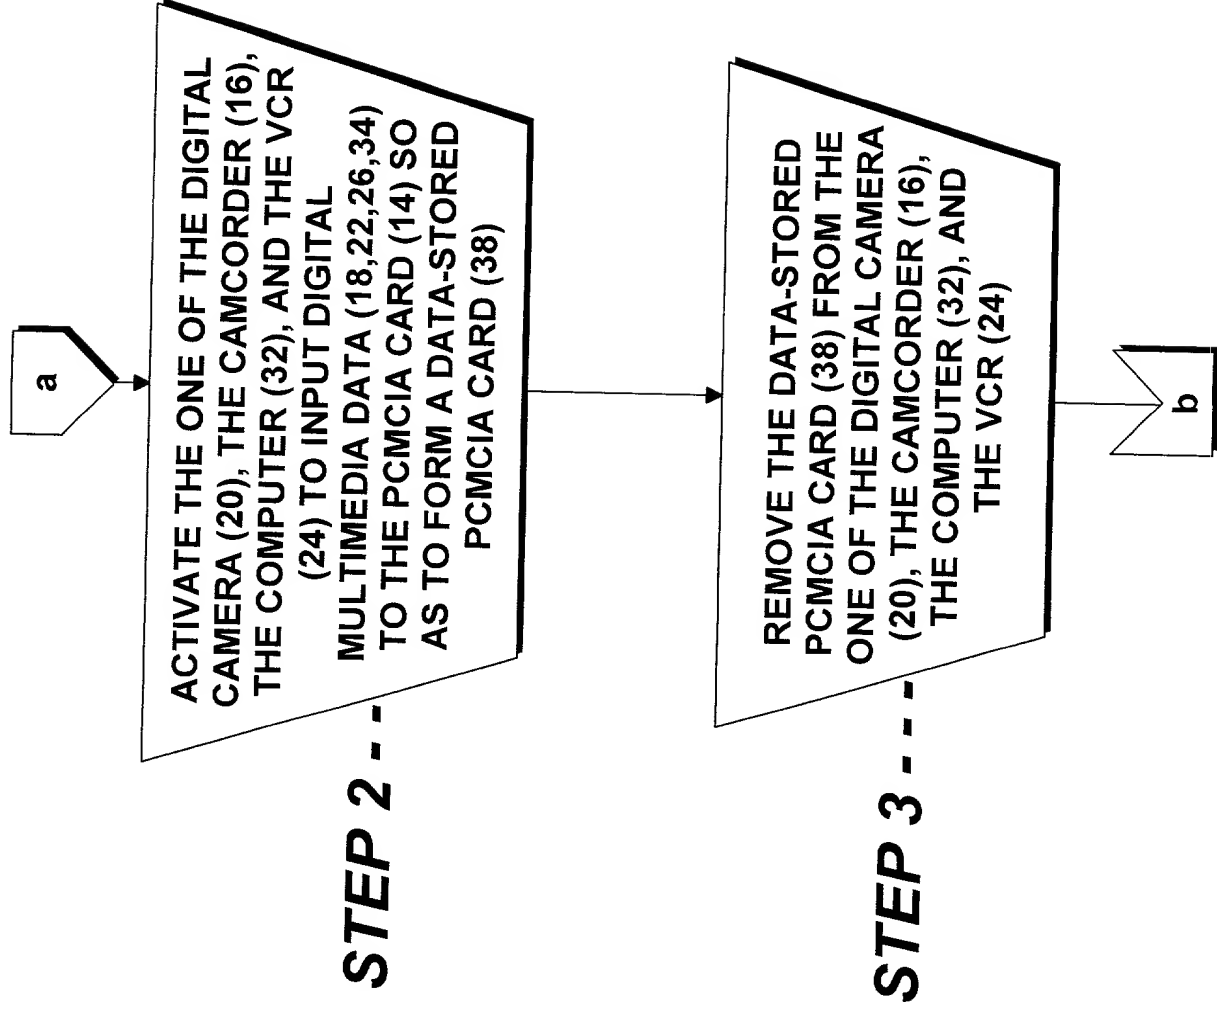 a
ACTIVATE THE ONE OF THE DIGITAL
CAMERA (20), THE CAMCORDER (16),
THE COMPUTER (32), AND THE VCR
(24) TO INPUT DIGITAL
MULTIMEDIA DATA (18,22,26,34)
TO THE PCMCIA CARD (14) SO
AS TO FORM A DATA-STORED
PCMCIA CARD (38)
STEP 2 - -
REMOVE THE DATA-STORED
PCMCIA CARD (38) FROM THE
ONE OF THE DIGITAL CAMERA
(20), THE CAMCORDER (16),
THE COMPUTER (32), AND
THE VCR (24)
STEP 3 - - -
b